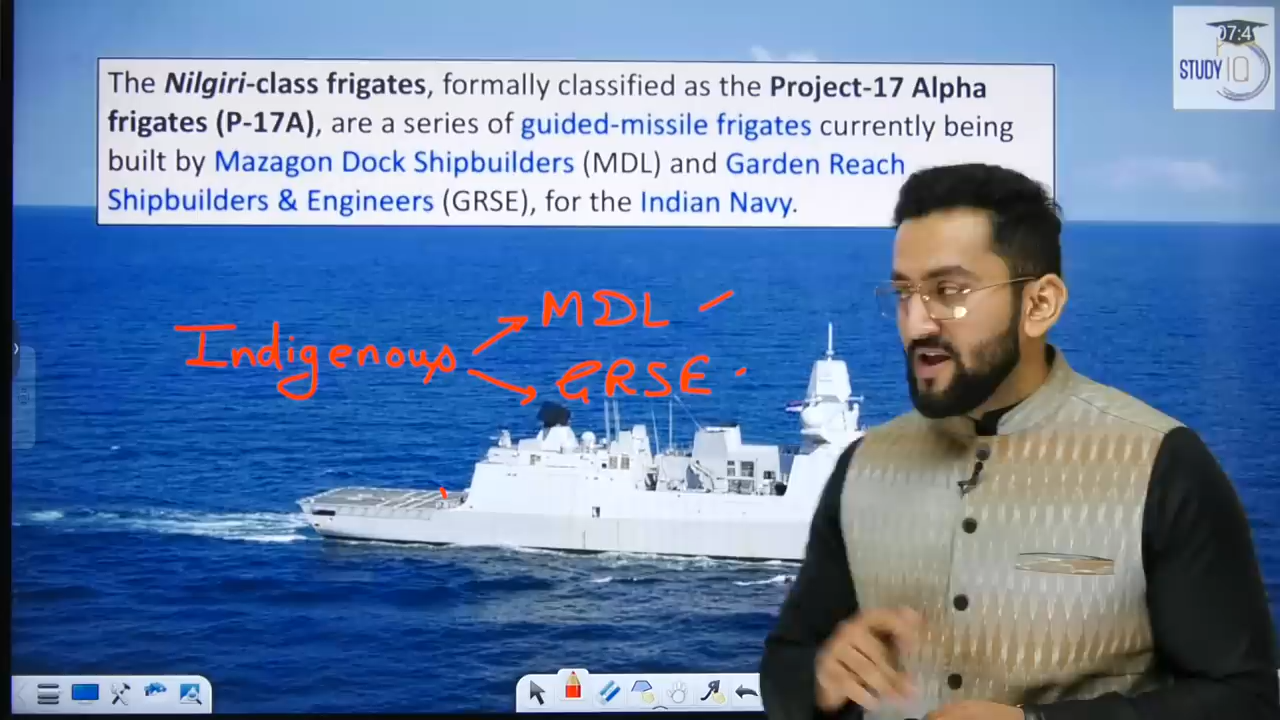 07:4
STUDY IQ
The Nilgiri-class frigates, formally classified as the Project-17 Alpha
frigates (P-17A), are a series of guided-missile frigates currently being
built by Mazagon Dock Shipbuilders (MDL) and Garden Reach
Shipbuilders & Engineers (GRSE), for the Indian Navy.
MDL
Indigenous
GRSE